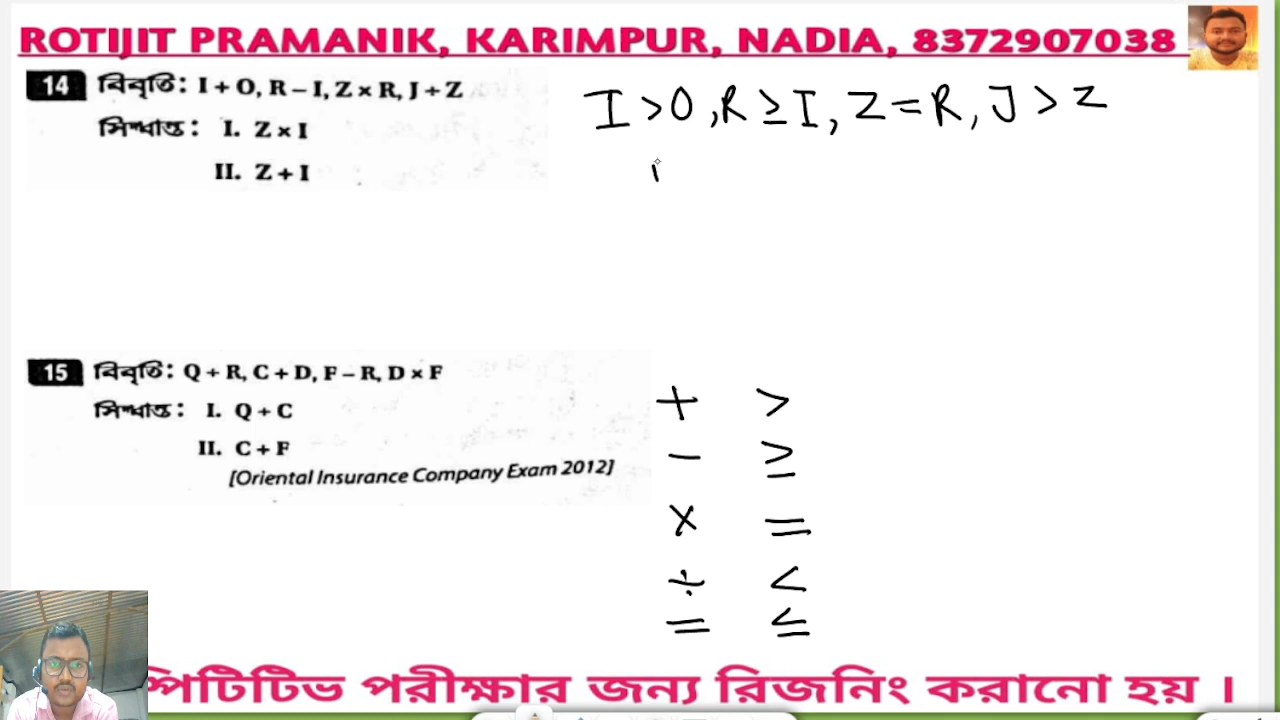 ROTIJIT PRAMANIK, KARIMPUR, NADIA, 8372907038
14 বিবৃতি: I + O, R – I, Z × R, J + Z
I > O, R ≥ I, Z = R, J > Z
সিদ্ধান্ত: I. Z × I
II. Z + I
15 বিবৃতি: Q + R, C + D, F – R, D × F
সিদ্ধান্ত: I. Q + C
II. C + F
[Oriental Insurance Company Exam 2012]
+ >
– ≥
× =
÷ <
= ≤
পরীক্ষার জন্য রিজনিং করানো হয় ।